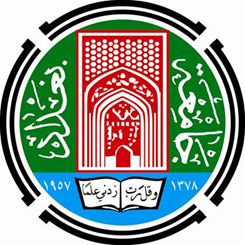 جامعة بغداد
وقل رب زدني علما
١٩٥٧ ١٣٧٨